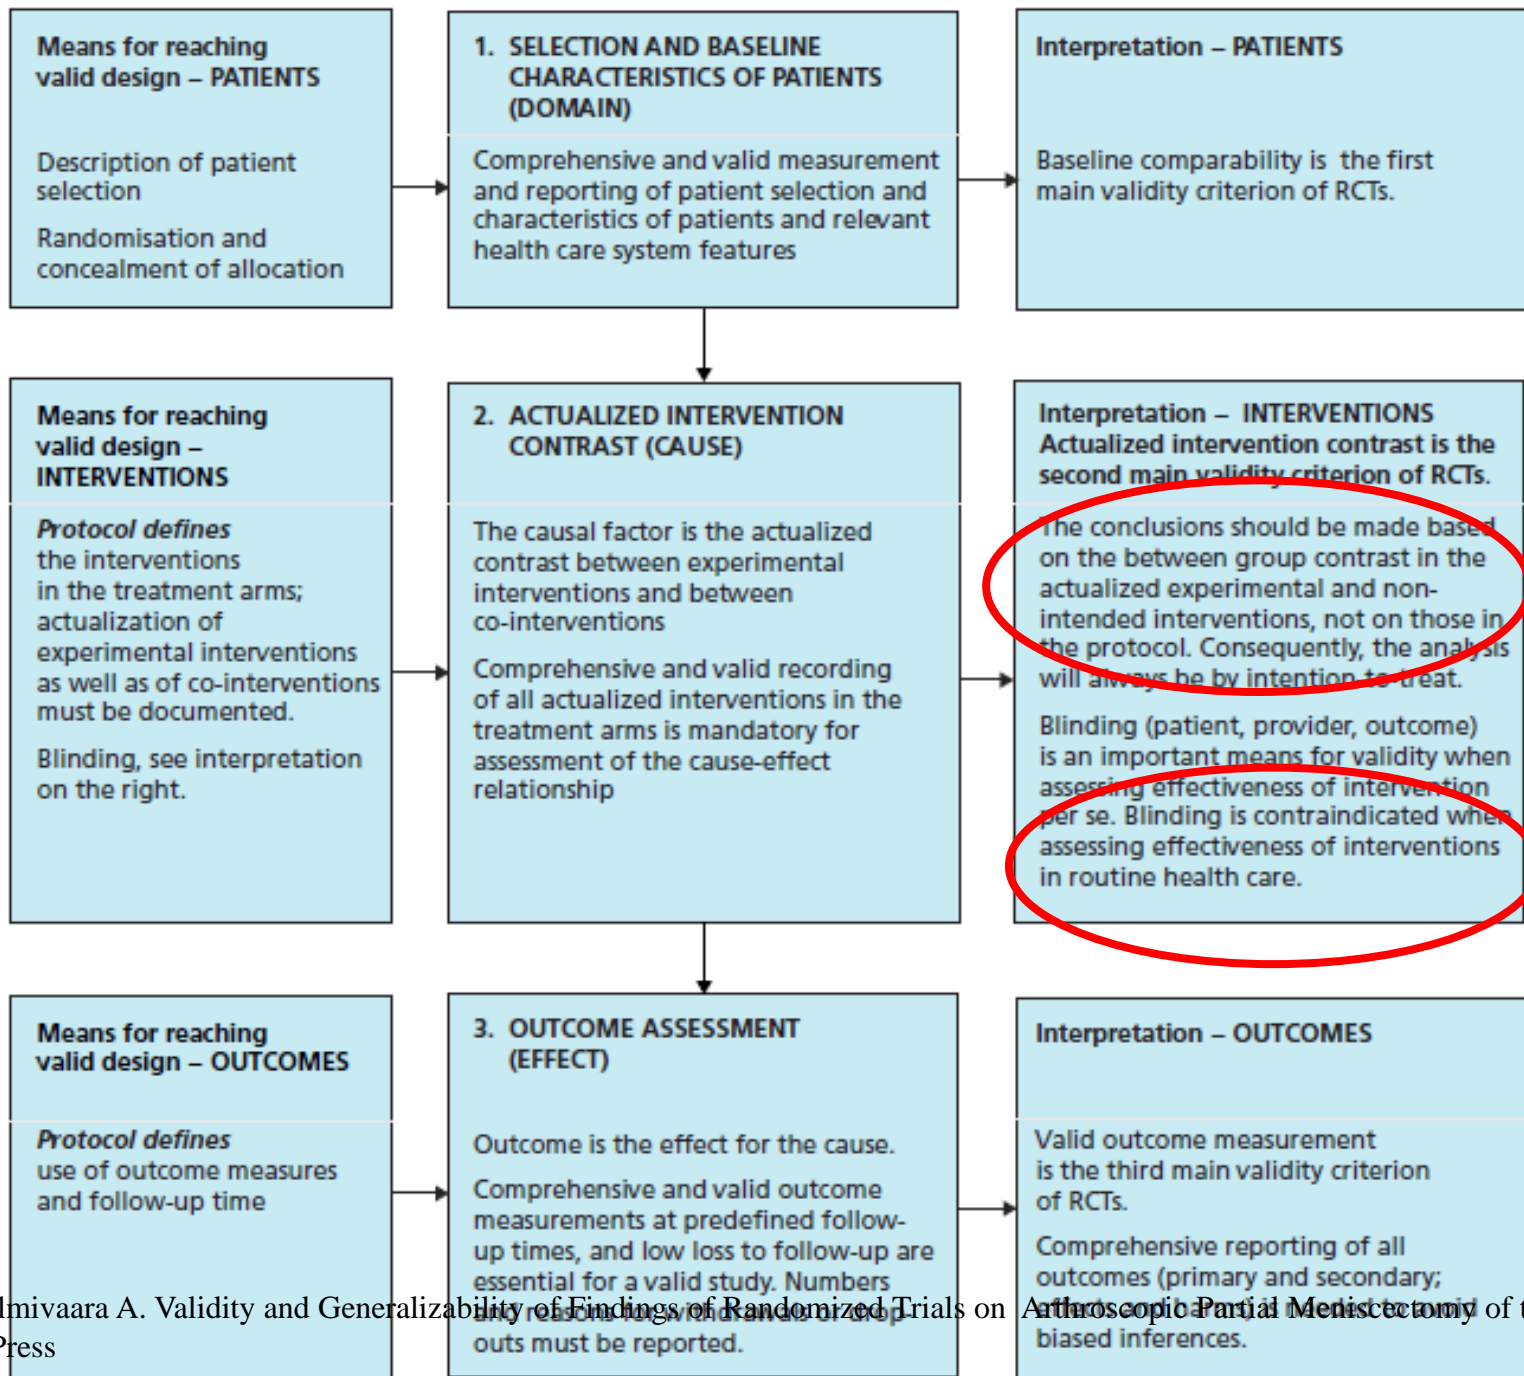 Means for reaching
valid design – PATIENTS
Description of patient
selection
Randomisation and
concealment of allocation
1. SELECTION AND BASELINE
CHARACTERISTICS OF PATIENTS
(DOMAIN)
Comprehensive and valid measurement
and reporting of patient selection and
characteristics of patients and relevant
health care system features
Interpretation – PATIENTS
Baseline comparability is the first
main validity criterion of RCTs.
Means for reaching
valid design –
INTERVENTIONS
Protocol defines
the interventions
in the treatment arms;
actualization of
experimental interventions
as well as of co-interventions
must be documented.
Blinding, see interpretation
on the right.
2. ACTUALIZED INTERVENTION
CONTRAST (CAUSE)
The causal factor is the actualized
contrast between experimental
interventions and between
co-interventions
Comprehensive and valid recording
of all actualized interventions in the
treatment arms is mandatory for
assessment of the cause-effect
relationship
Interpretation – INTERVENTIONS
Actualized intervention contrast is the
second main validity criterion of RCTs.
The conclusions should be made based
on the between group contrast in the
actualized experimental and non-
intended interventions, not on those in
the protocol. Consequently, the analysis
will always be by intention-to-treat.
Blinding (patient, provider, outcome)
is an important means for validity when
assessing effectiveness of intervention
per se. Blinding is contraindicated when
assessing effectiveness of interventions
in routine health care.
Means for reaching
valid design – OUTCOMES
Protocol defines
use of outcome measures
and follow-up time
3. OUTCOME ASSESSMENT
(EFFECT)
Outcome is the effect for the cause.
Comprehensive and valid outcome
measurements at predefined follow-
up times, and low loss to follow-up are
essential for a valid study. Numbers
and reasons for withdrawals or drop-
outs must be reported.
Interpretation – OUTCOMES
Valid outcome measurement
is the third main validity criterion
of RCTs.
Comprehensive reporting of all
outcomes (primary and secondary;
effects and harms) is needed to avoid
biased inferences.
lmivaara A. Validity and Generalizability of Findings of Randomized Trials on Arthroscopic Partial Meniscectomy of t
Press